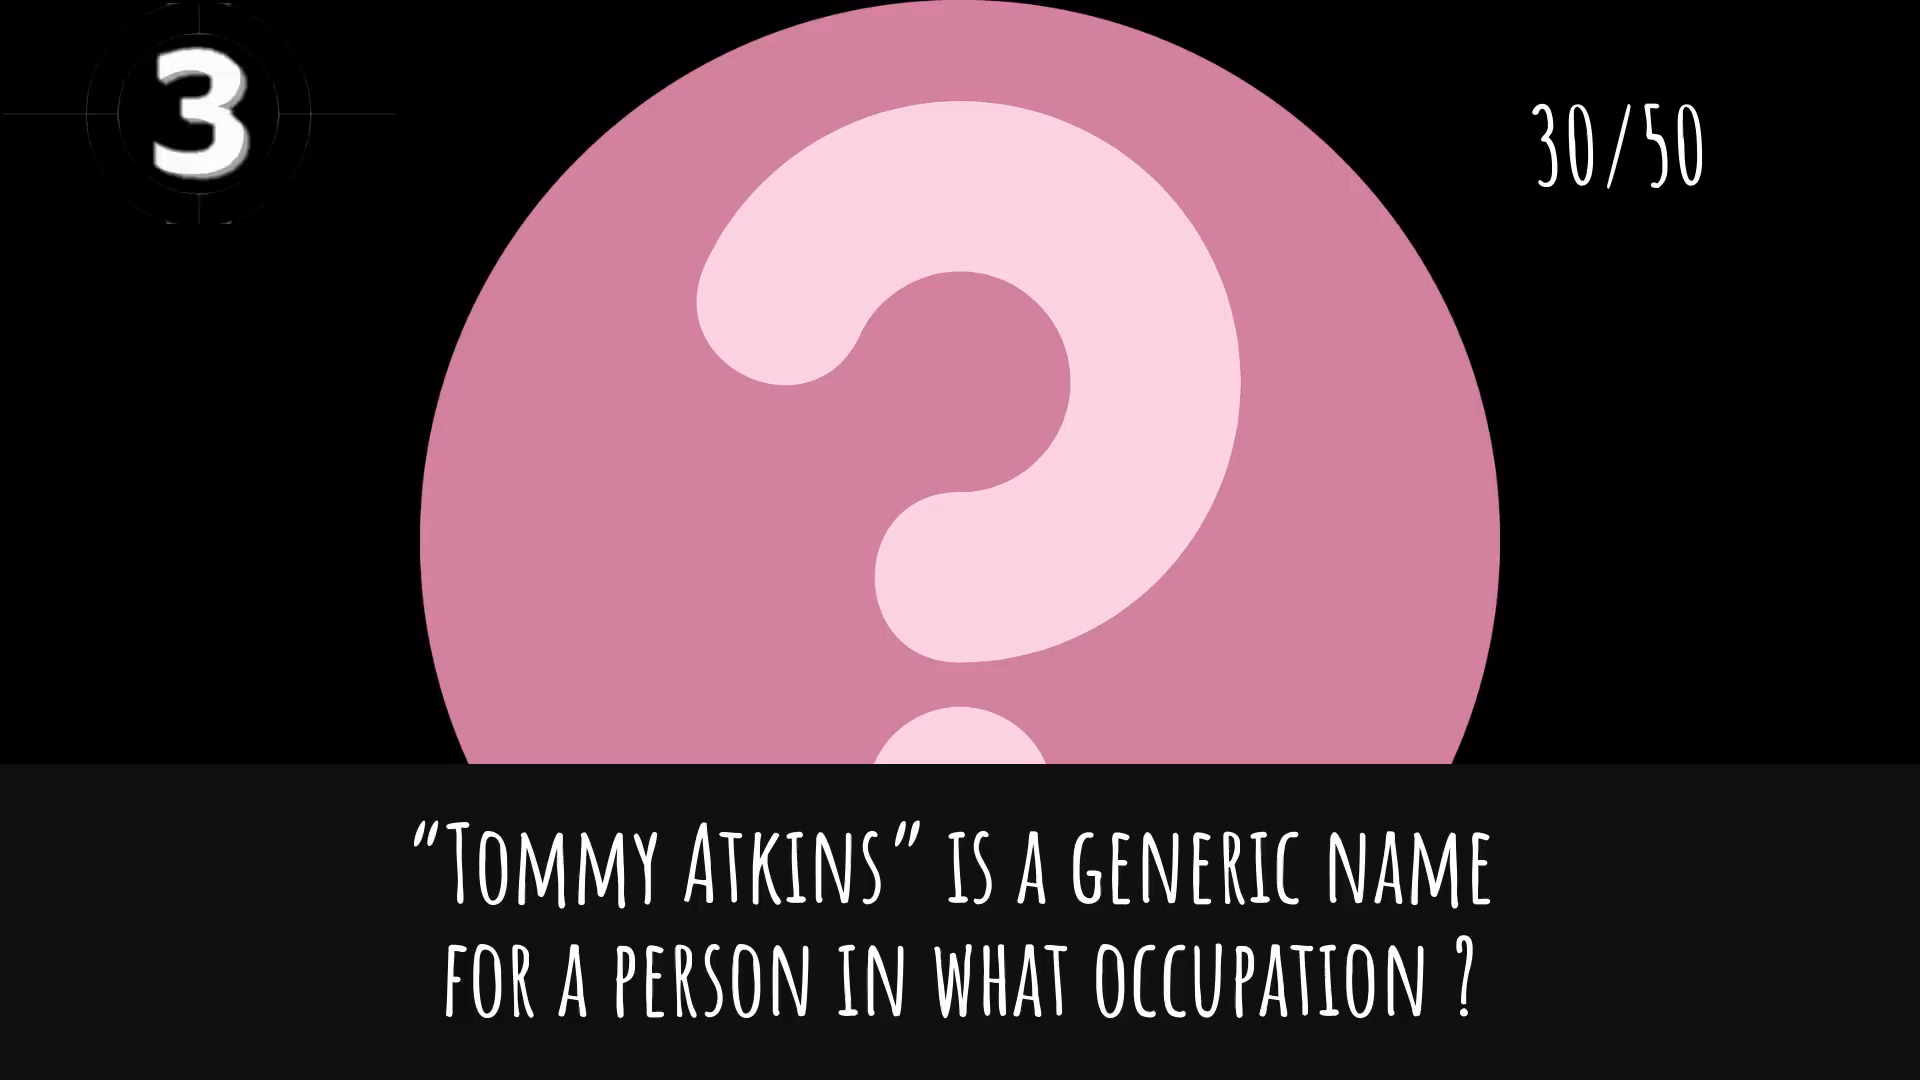 3
30/50
“Tommy Atkins” is a generic name
for a person in what occupation ?